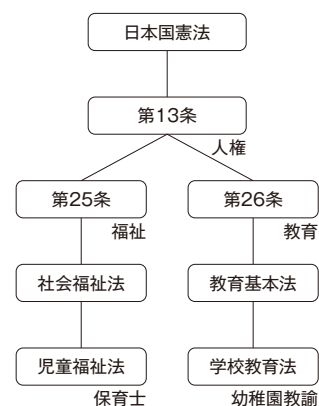 日本国憲法
第13条
人権
第25条
福祉
第26条
教育
社会福祉法
教育基本法
児童福祉法
保育士
学校教育法
幼稚園教諭